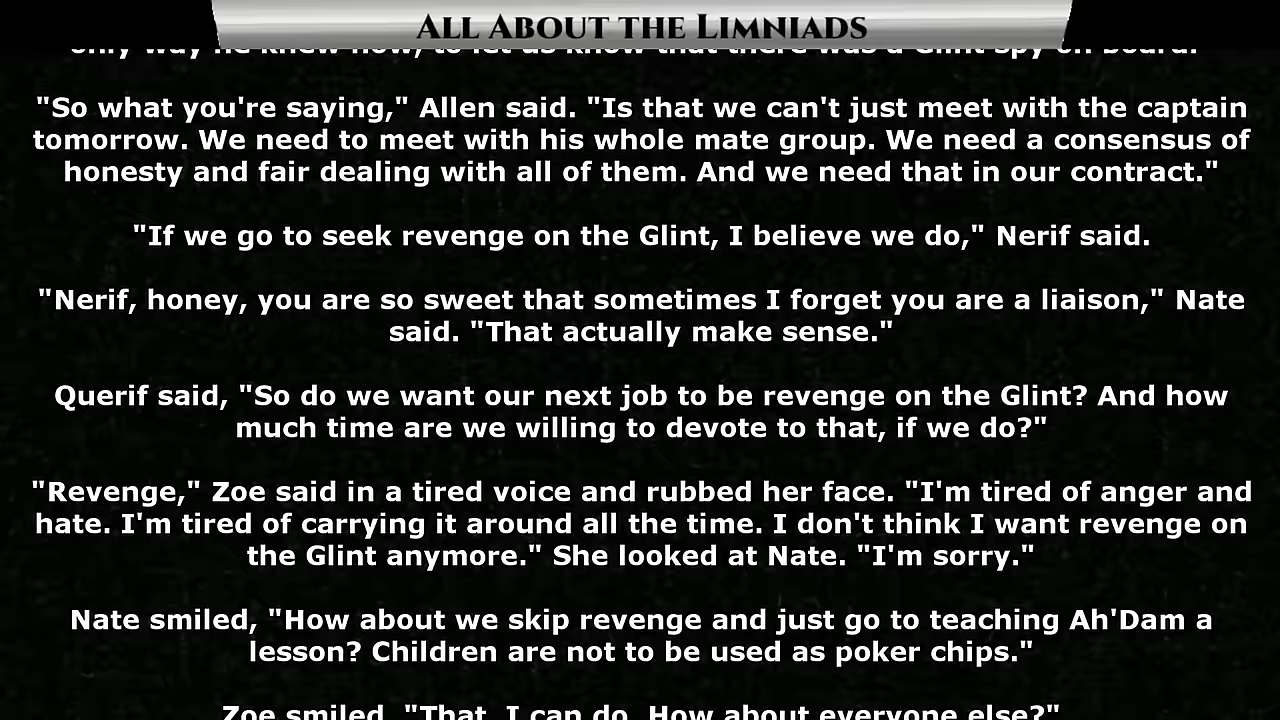 All About the Limniads
only way he knew how, to let us know that there was a Glint spy on board.
"So what you're saying," Allen said. "Is that we can't just meet with the captain
tomorrow. We need to meet with his whole mate group. We need a consensus of
honesty and fair dealing with all of them. And we need that in our contract."
"If we go to seek revenge on the Glint, I believe we do," Nerif said.
"Nerif, honey, you are so sweet that sometimes I forget you are a liaison," Nate
said. "That actually make sense."
Querif said, "So do we want our next job to be revenge on the Glint? And how
much time are we willing to devote to that, if we do?"
"Revenge," Zoe said in a tired voice and rubbed her face. "I'm tired of anger and
hate. I'm tired of carrying it around all the time. I don't think I want revenge on
the Glint anymore." She looked at Nate. "I'm sorry."
Nate smiled, "How about we skip revenge and just go to teaching Ah'Dam a
lesson? Children are not to be used as poker chips."
Zoe smiled. "That, I can do. How about everyone else?"